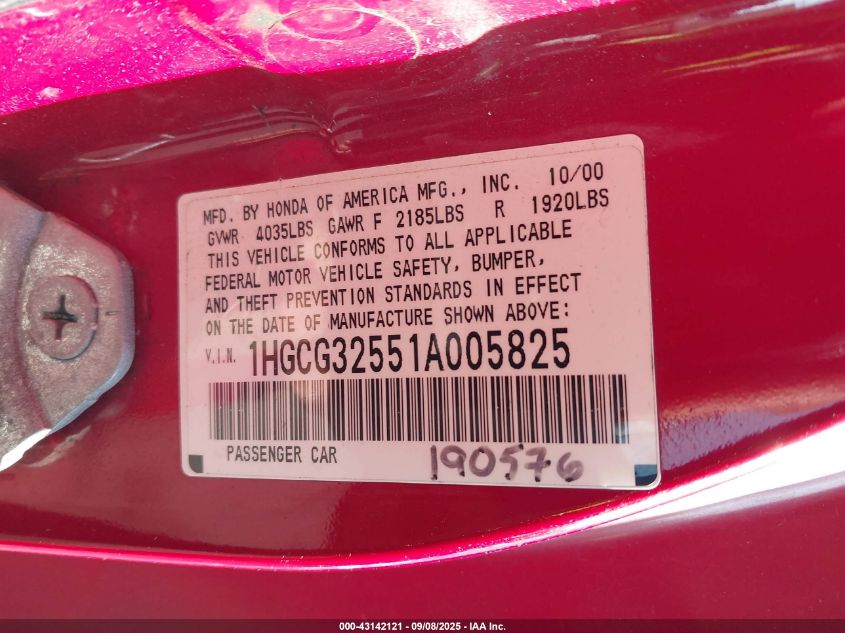 MFD. BY HONDA OF AMERICA MFG., INC. 10/00
GVWR 4035LBS GAWR F 2185LBS R 1920LBS
THIS VEHICLE CONFORMS TO ALL APPLICABLE
FEDERAL MOTOR VEHICLE SAFETY, BUMPER,
AND THEFT PREVENTION STANDARDS IN EFFECT
ON THE DATE OF MANUFACTURE SHOWN ABOVE:
V.I.N. 1HGCG32551A005825
PASSENGER CAR 190576
000-43142121 - 09/08/2025 - IAA Inc.